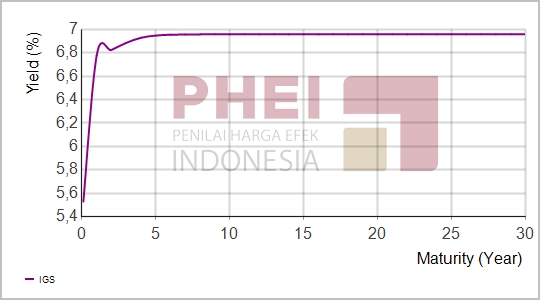 Yield (%)
7
6,8
6,6
6,4
6,2
6
5,8
5,6
5,4
PHEI
PENILAI HARGA EFEK
INDONESIA
0 5 10 15 20 25 30
Maturity (Year)
IGS